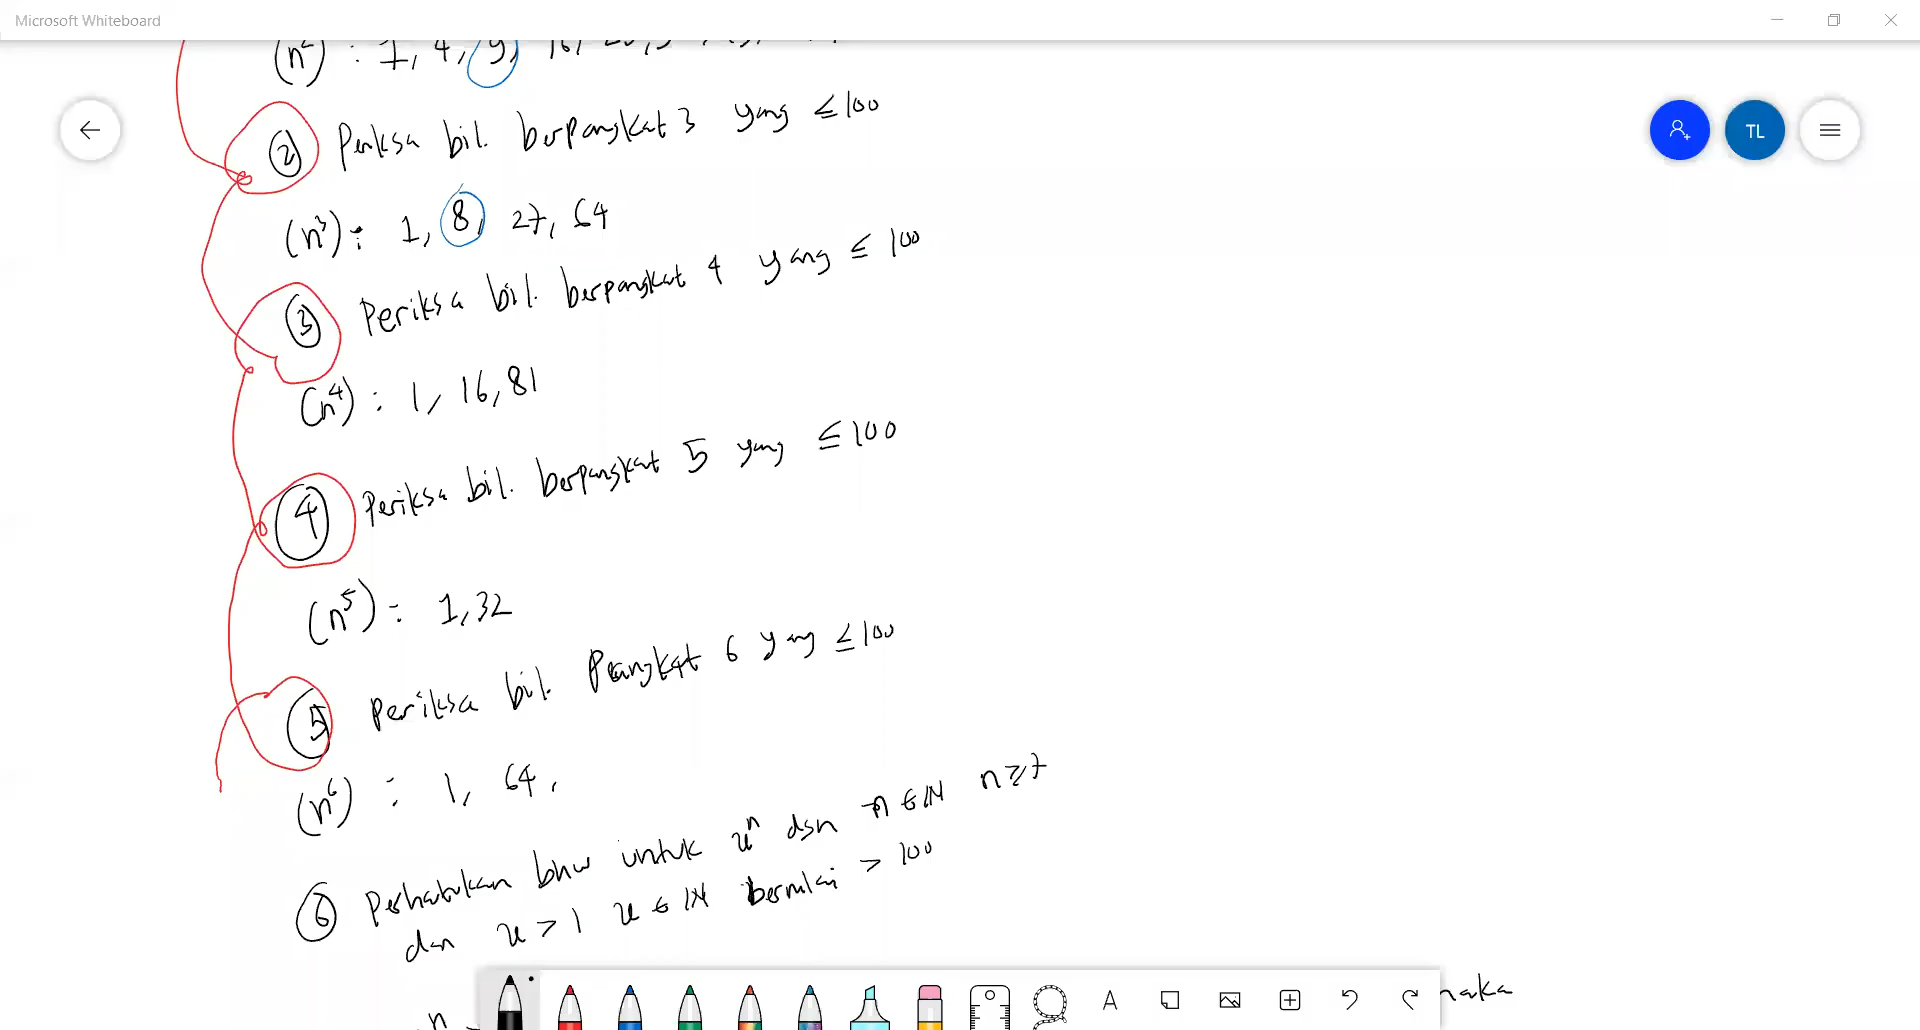 Microsoft Whiteboard
(n²) : 1, 4, 9, 16,
② Periksa bil. berpangkat 3 yang ≤ 100
TL
(n³) : 1, 8, 27, 64
③ Periksa bil. berpangkat 4 yang ≤ 100
(n⁴) : 1, 16, 81
④ Periksa bil. berpangkat 5 yang ≤ 100
(n⁵) : 1, 32
⑤ Periksa bil. Pangkat 6 yang ≤ 100
(n⁶) : 1, 64,
⑥ Perhatikan bhw untuk xⁿ dgn n ∈ ℕ n ≥ 7
dan x > 1 x ∈ ℕ bernilai > 100
maka
n
A